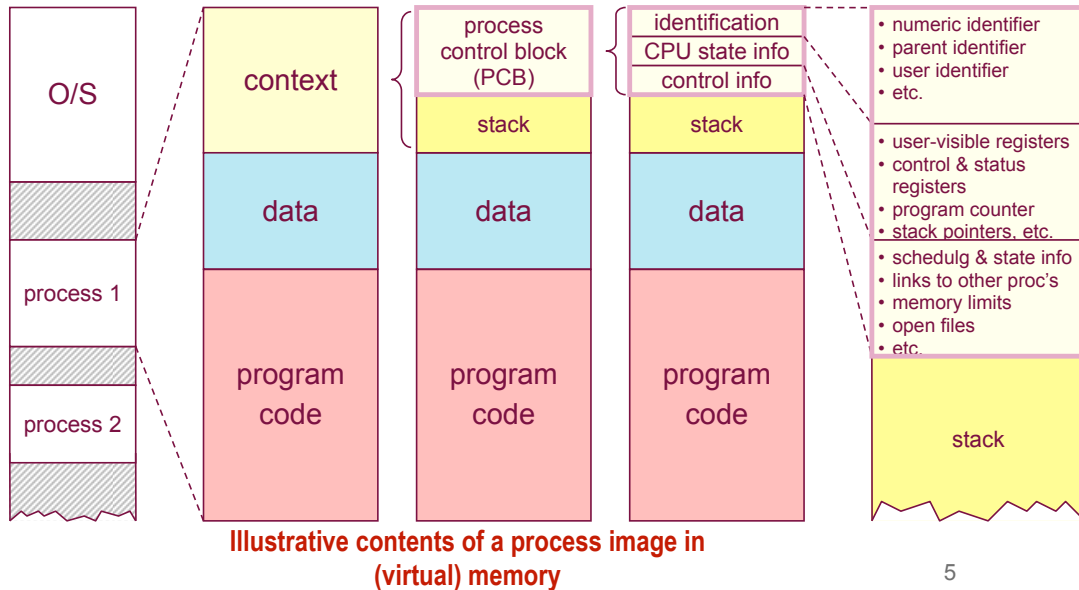 O/S
process 1
process 2
context
data
program
code
process
control block
(PCB)
stack
data
program
code
identification
CPU state info
control info
stack
data
program
code
• numeric identifier
• parent identifier
• user identifier
• etc.
• user-visible registers
• control & status
registers
• program counter
• stack pointers, etc.
• schedulg & state info
• links to other proc's
• memory limits
• open files
• etc.
stack
Illustrative contents of a process image in
(virtual) memory
5